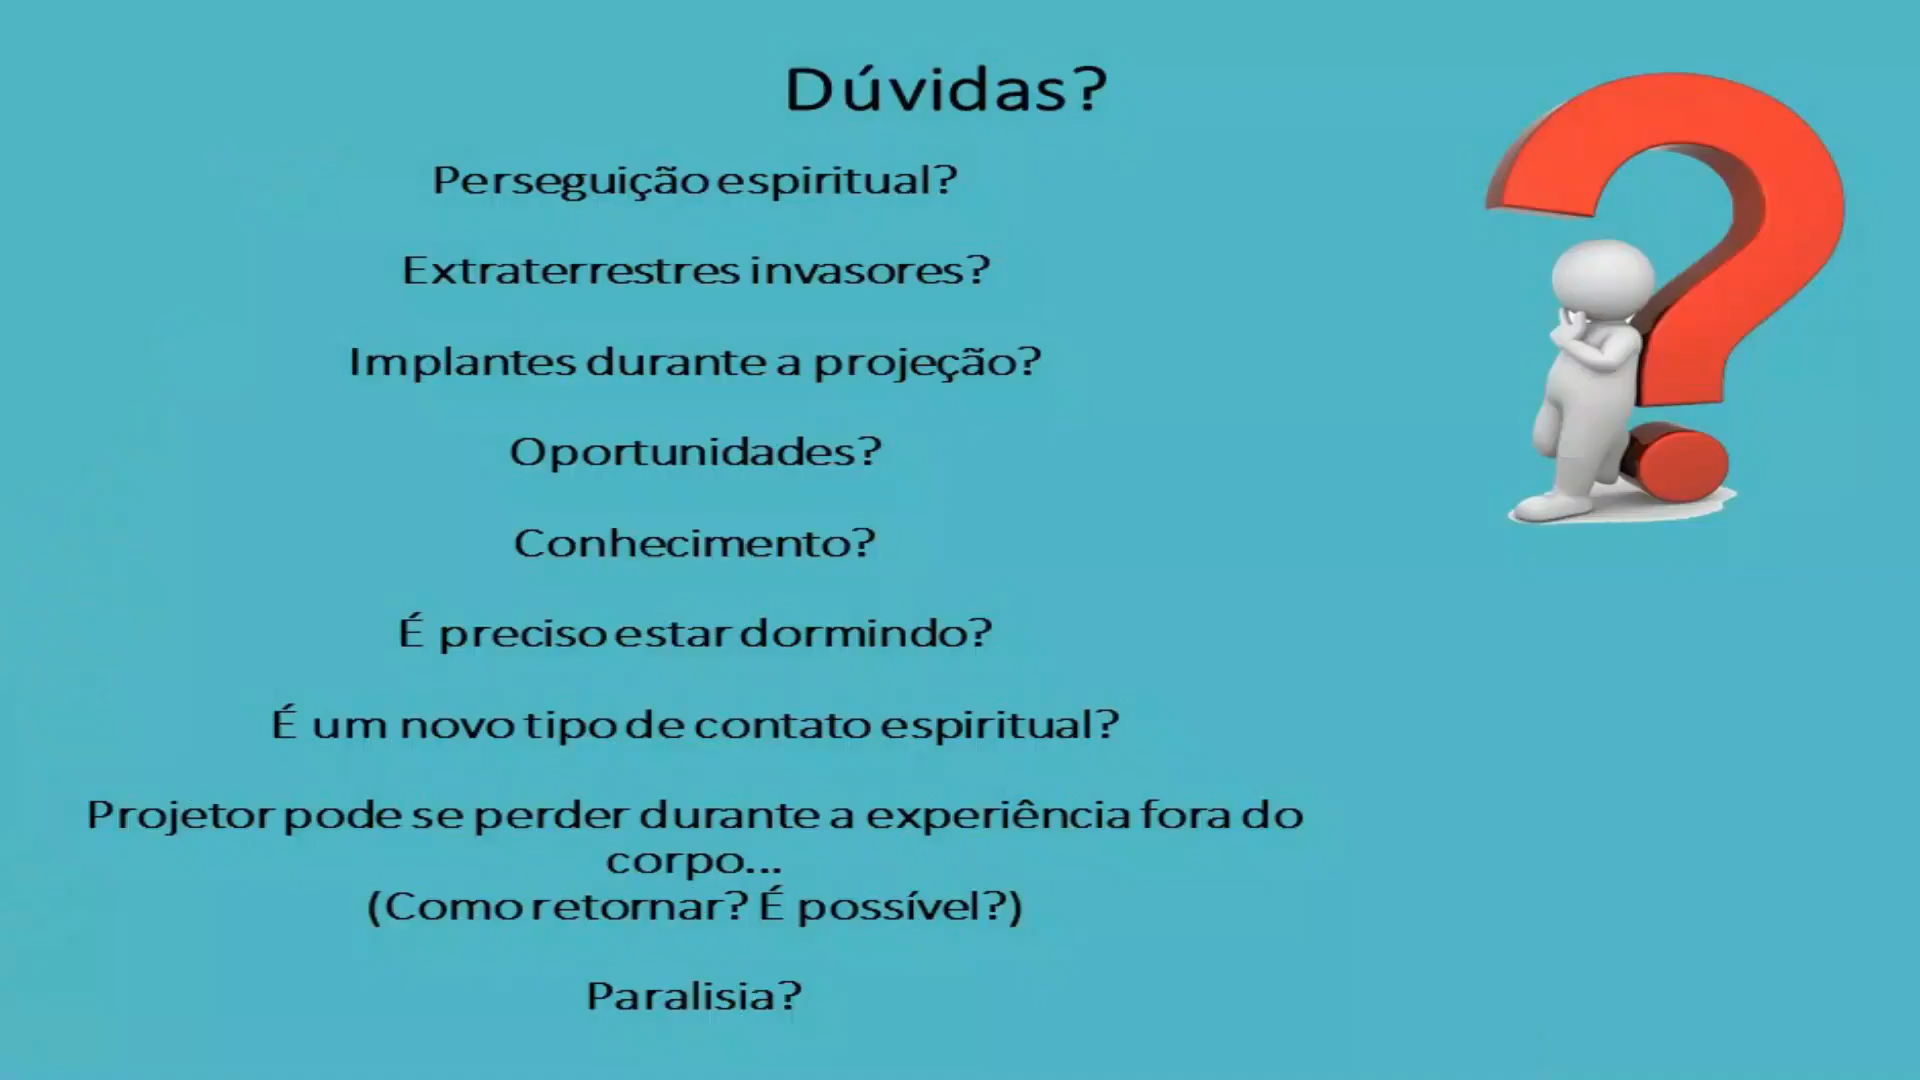 Dúvidas?
Perseguição espiritual?
Extraterrestres invasores?
Implantes durante a projeção?
Oportunidades?
Conhecimento?
É preciso estar dormindo?
É um novo tipo de contato espiritual?
Projetor pode se perder durante a experiência fora do
corpo...
(Como retornar? É possível?)
Paralisia?